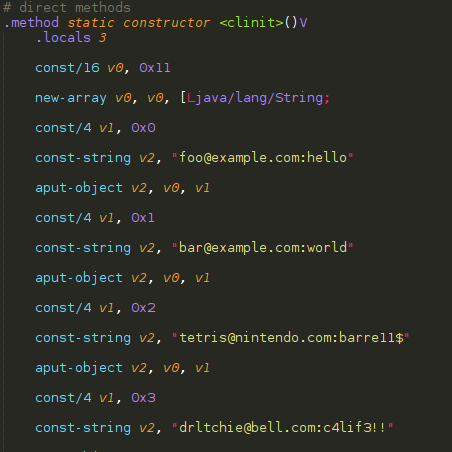 # direct methods
.method static constructor <clinit>()V
.locals 3
const/16 v0, 0x11
new-array v0, v0, [Ljava/lang/String;
const/4 v1, 0x0
const-string v2, "foo@example.com:hello"
aput-object v2, v0, v1
const/4 v1, 0x1
const-string v2, "bar@example.com:world"
aput-object v2, v0, v1
const/4 v1, 0x2
const-string v2, "tetris@nintendo.com:barrell$"
aput-object v2, v0, v1
const/4 v1, 0x3
const-string v2, "drltchie@bell.com:c4lif3!!"